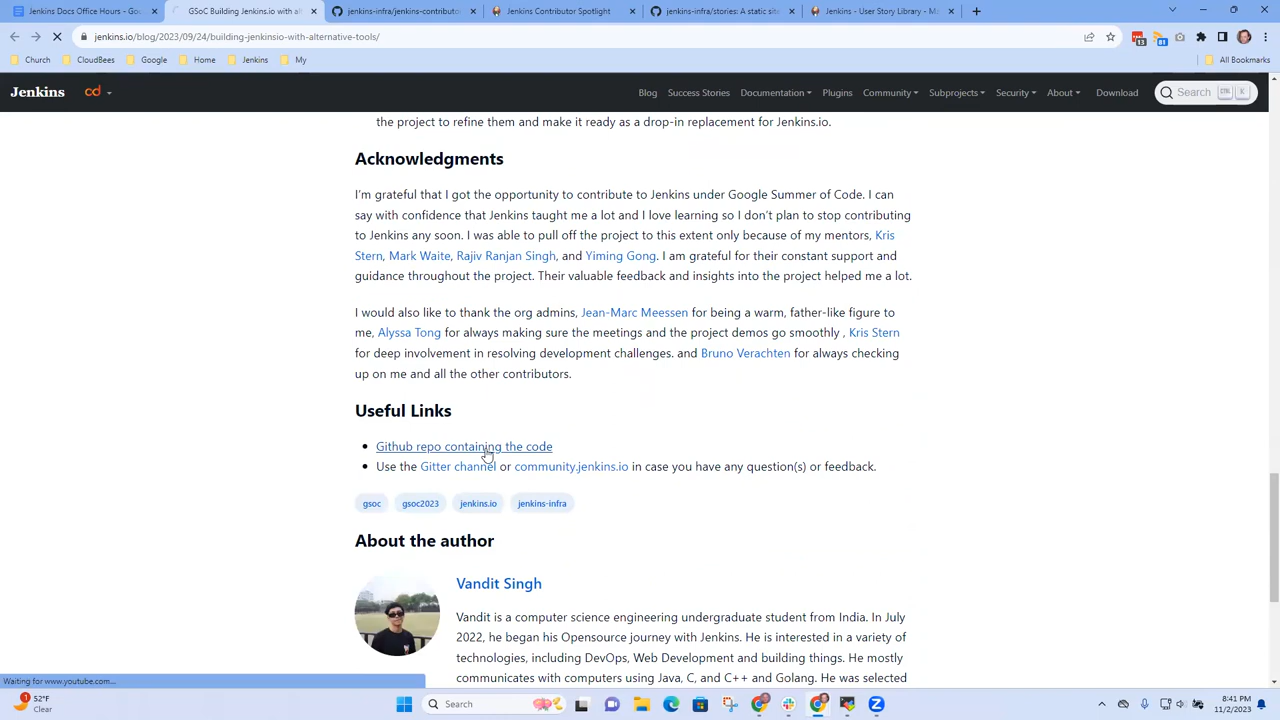 Jenkins Docs Office Hours - Goo
GSoC Building Jenkins.io with al
jenkins-infra/jenkins-contributor
Jenkins Contributor Spotlight
jenkins-infra/stories: A static sit
Jenkins - User Story Library - M
jenkins.io/blog/2023/09/24/building-jenkinsio-with-alternative-tools/
13
81
Church
CloudBees
Google
Home
Jenkins
My
All Bookmarks
Jenkins
cd
Blog
Success Stories
Documentation
Plugins
Community
Subprojects
Security
About
Download
Search
Ctrl
K
the project to refine them and make it ready as a drop-in replacement for Jenkins.io.
Acknowledgments
I'm grateful that I got the opportunity to contribute to Jenkins under Google Summer of Code. I can
say with confidence that Jenkins taught me a lot and I love learning so I don't plan to stop contributing
to Jenkins any soon. I was able to pull off the project to this extent only because of my mentors, Kris
Stern, Mark Waite, Rajiv Ranjan Singh, and Yiming Gong. I am grateful for their constant support and
guidance throughout the project. Their valuable feedback and insights into the project helped me a lot.
I would also like to thank the org admins, Jean-Marc Meessen for being a warm, father-like figure to
me, Alyssa Tong for always making sure the meetings and the project demos go smoothly , Kris Stern
for deep involvement in resolving development challenges. and Bruno Verachten for always checking
up on me and all the other contributors.
Useful Links
Github repo containing the code
Use the Gitter channel or community.jenkins.io in case you have any question(s) or feedback.
gsoc
gsoc2023
jenkins.io
jenkins-infra
About the author
Vandit Singh
Vandit is a computer science engineering undergraduate student from India. In July
2022, he began his Opensource journey with Jenkins. He is interested in a variety of
technologies, including DevOps, Web Development and building things. He mostly
communicates with computers using Java, C, and C++ and Golang. He was selected
Waiting for www.youtube.com...
1
52°F
Clear
Search
8:41 PM
11/2/2023